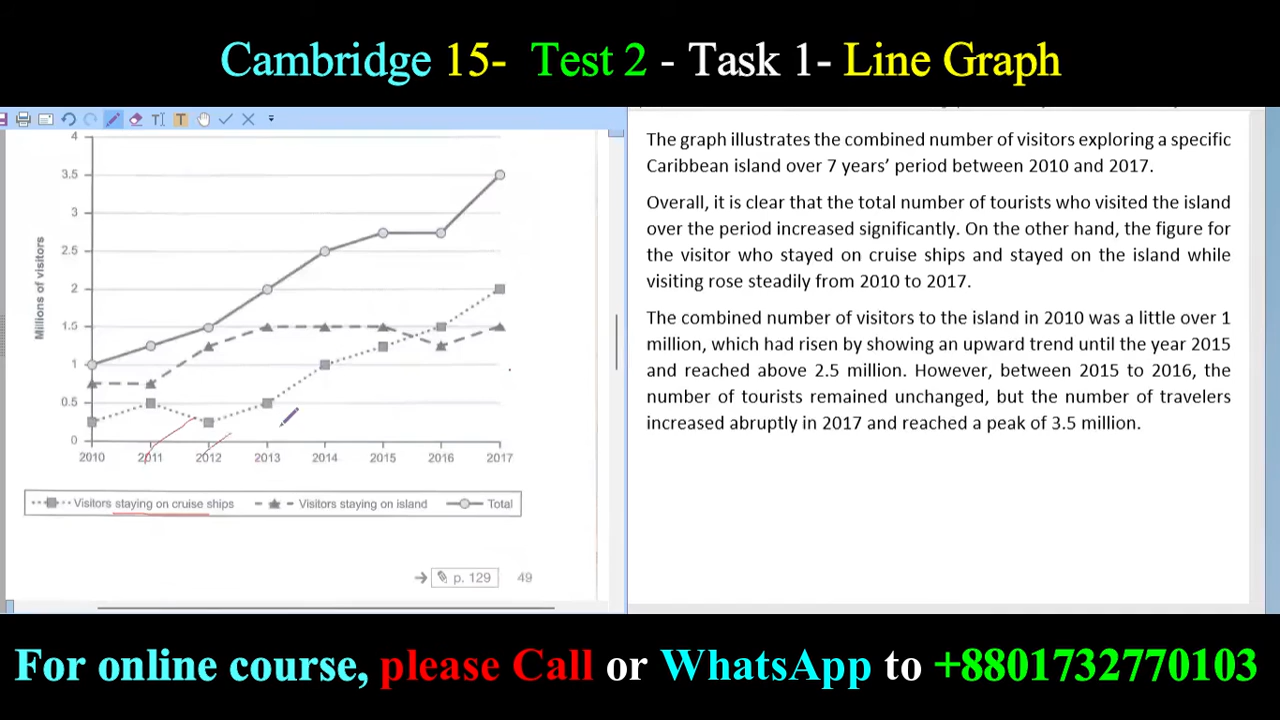 Cambridge 15- Test 2 - Task 1- Line Graph
4
3.5
3
2.5
2
1.5
1
0.5
0
Millions of visitors
2010 2011 2012 2013 2014 2015 2016 2017
Visitors staying on cruise ships Visitors staying on island Total
p. 129 49
The graph illustrates the combined number of visitors exploring a specific
Caribbean island over 7 years’ period between 2010 and 2017.
Overall, it is clear that the total number of tourists who visited the island
over the period increased significantly. On the other hand, the figure for
the visitor who stayed on cruise ships and stayed on the island while
visiting rose steadily from 2010 to 2017.
The combined number of visitors to the island in 2010 was a little over 1
million, which had risen by showing an upward trend until the year 2015
and reached above 2.5 million. However, between 2015 to 2016, the
number of tourists remained unchanged, but the number of travelers
increased abruptly in 2017 and reached a peak of 3.5 million.
For online course, please Call or WhatsApp to +8801732770103